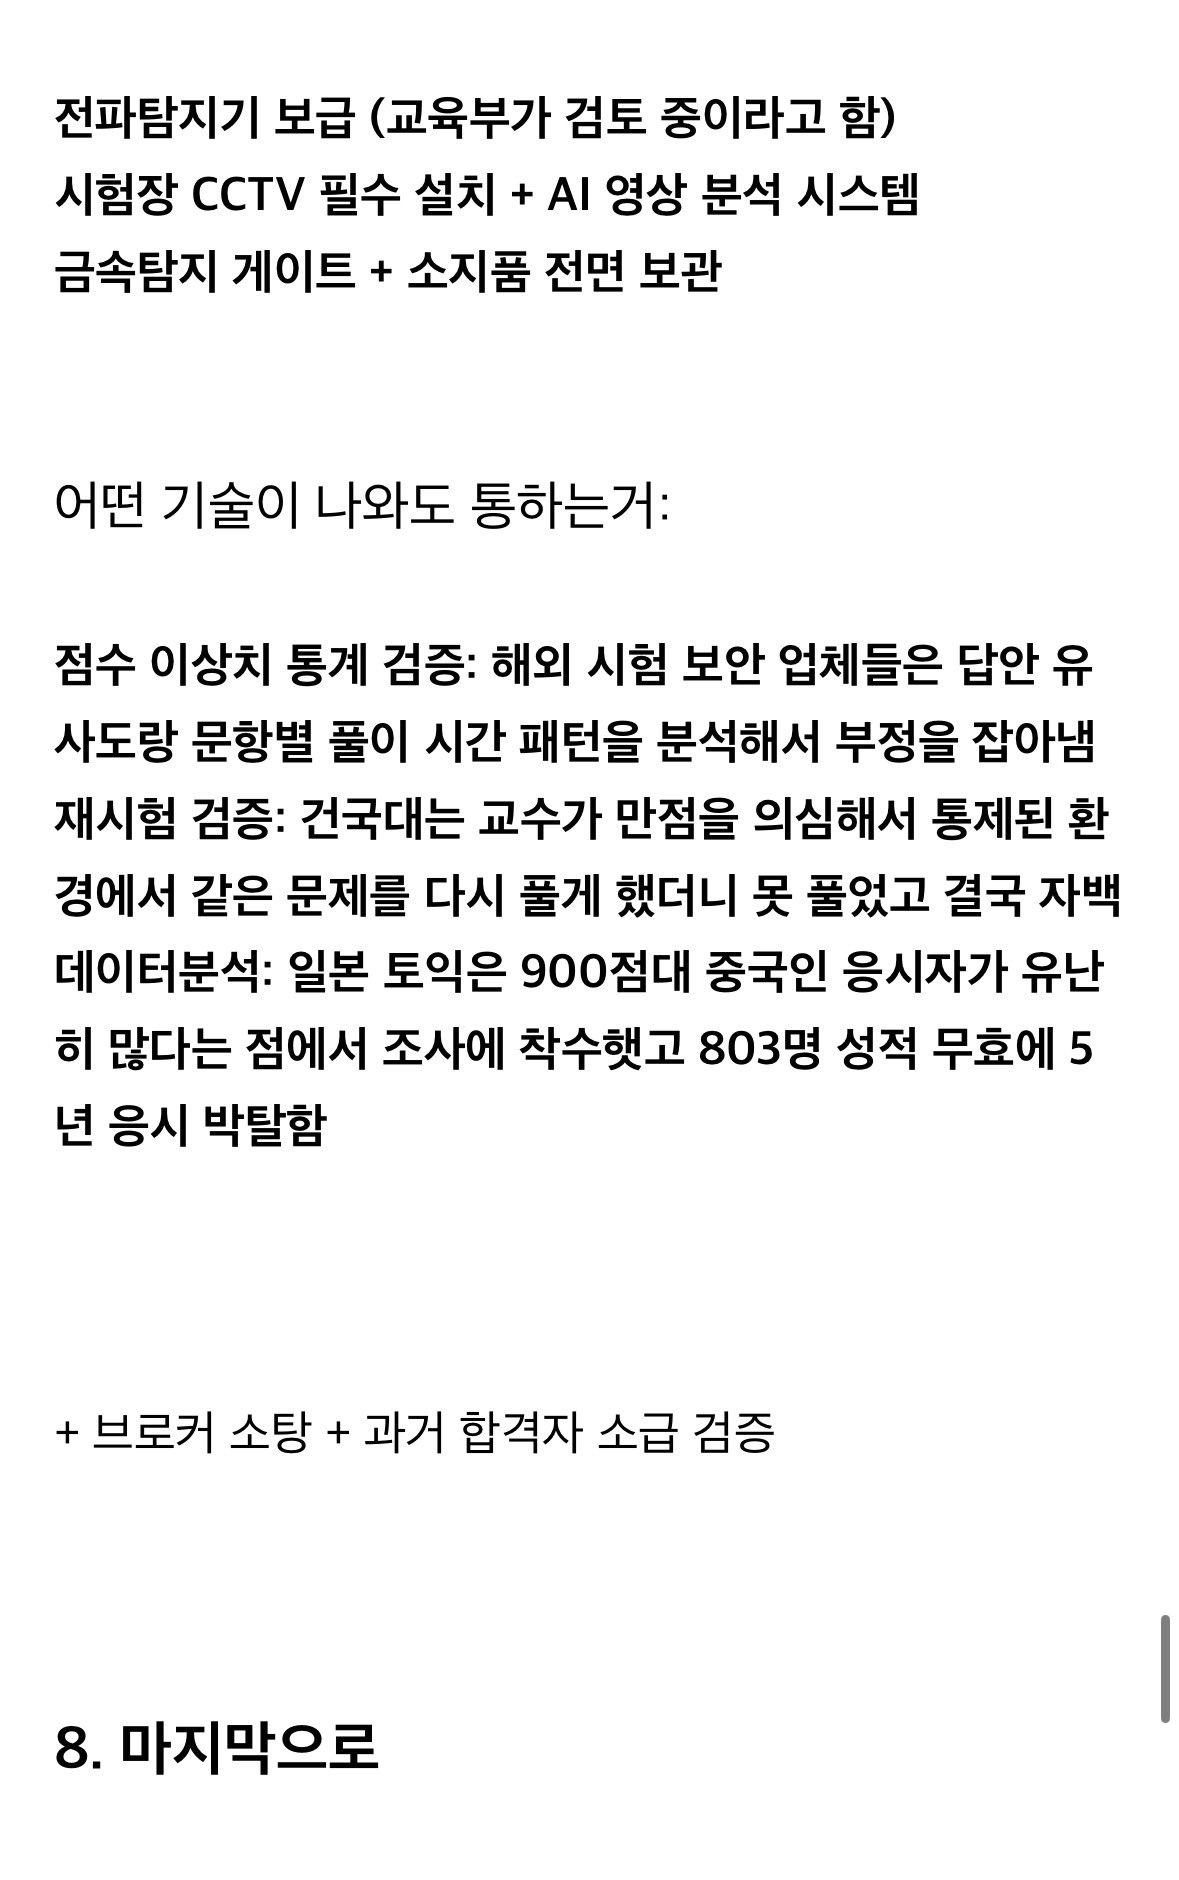 전파탐지기 보급 (교육부가 검토 중이라고 함)
시험장 CCTV 필수 설치 + AI 영상 분석 시스템
금속탐지 게이트 + 소지품 전면 보관
어떤 기술이 나와도 통하는거:
점수 이상치 통계 검증: 해외 시험 보안 업체들은 답안 유
사도랑 문항별 풀이 시간 패턴을 분석해서 부정을 잡아냄
재시험 검증: 건국대는 교수가 만점을 의심해서 통제된 환
경에서 같은 문제를 다시 풀게 했더니 못 풀었고 결국 자백
데이터분석: 일본 토익은 900점대 중국인 응시자가 유난
히 많다는 점에서 조사에 착수햇고 803명 성적 무효에 5
년 응시 박탈함
+ 브로커 소탕 + 과거 합격자 소급 검증
8. 마지막으로